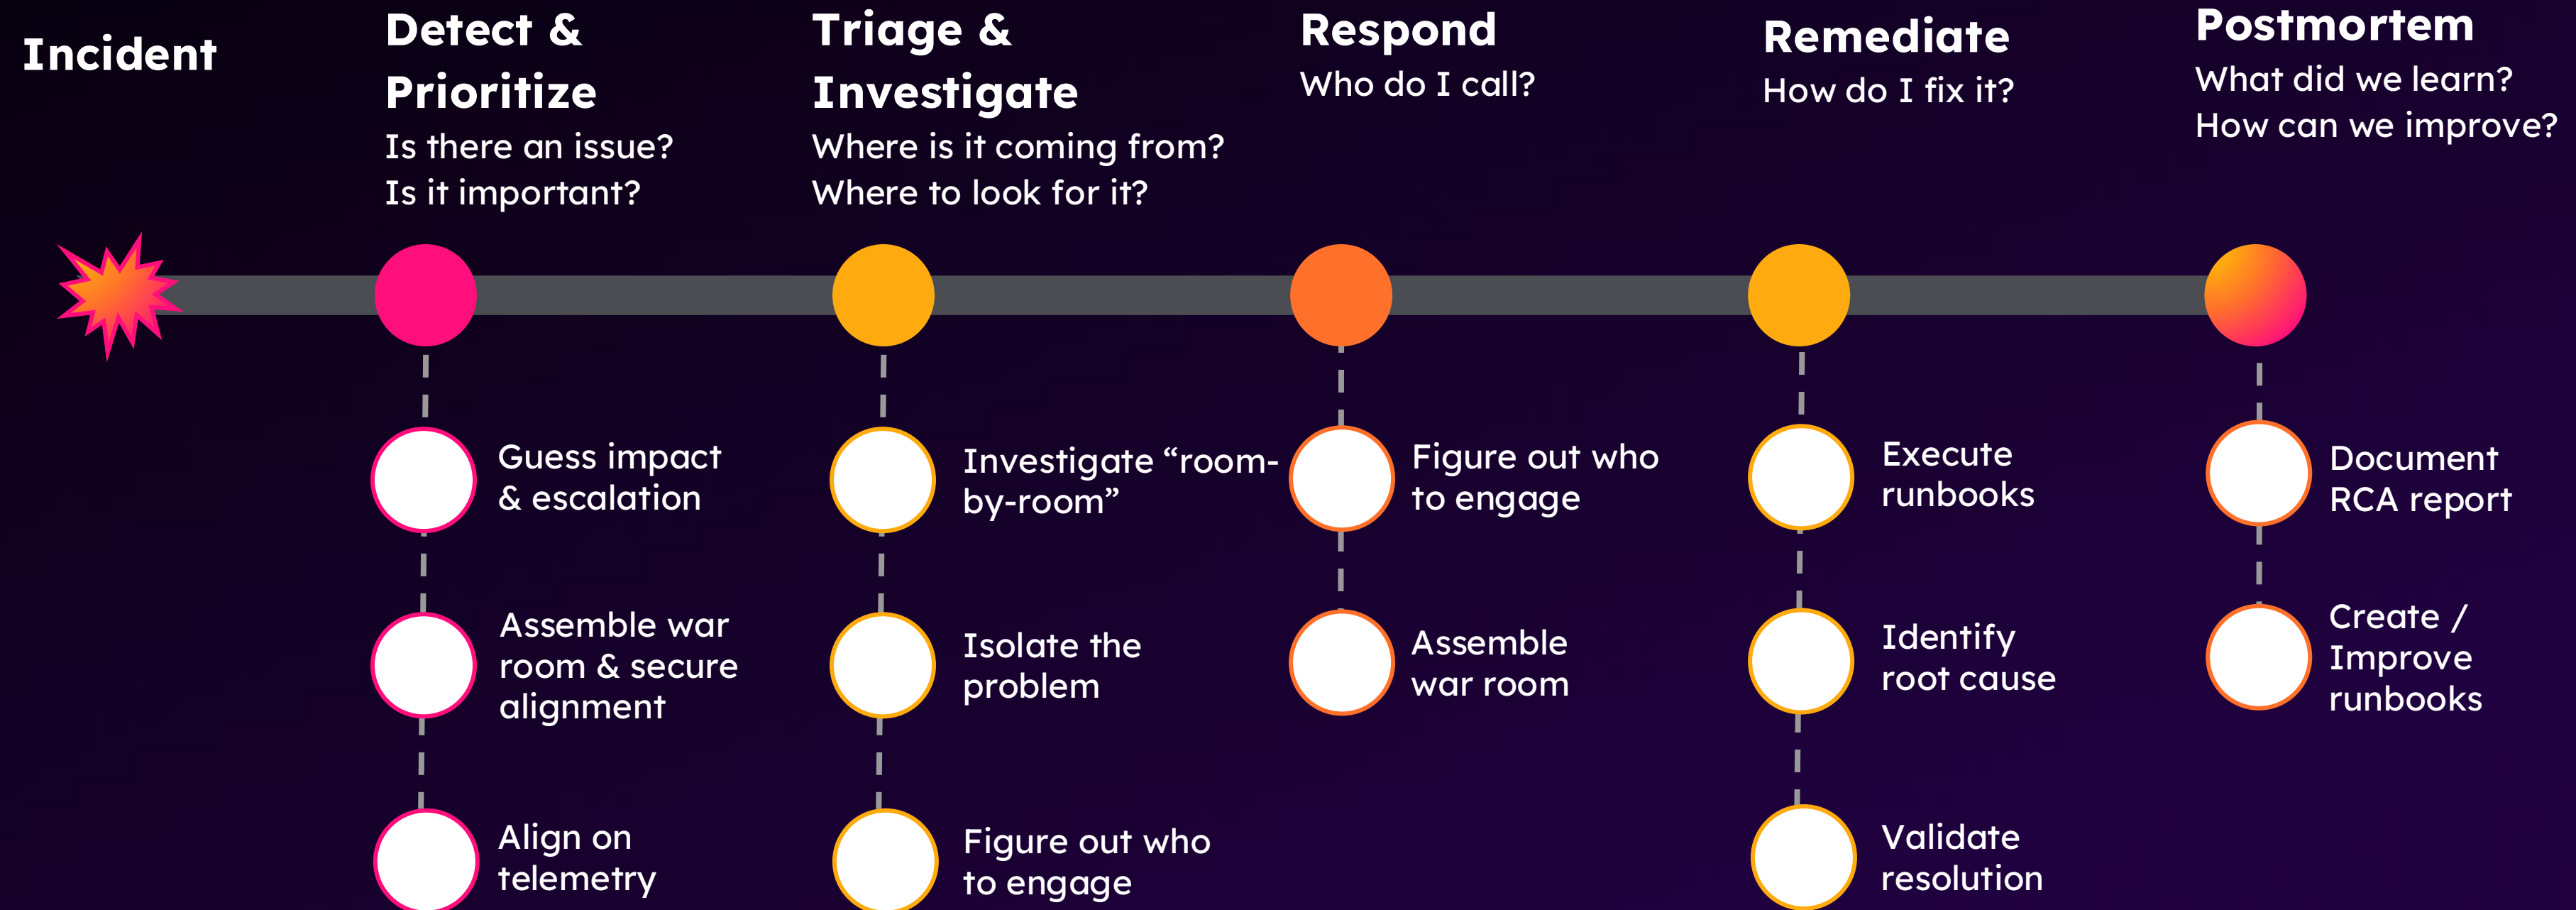 Incident
Detect &
Prioritize
Is there an issue?
Is it important?
Triage &
Investigate
Where is it coming from?
Where to look for it?
Respond
Who do I call?
Remediate
How do I fix it?
Postmortem
What did we learn?
How can we improve?
Guess impact
& escalation
Assemble war
room & secure
alignment
Align on
telemetry
Investigate “room-
by-room”
Isolate the
problem
Figure out who
to engage
Figure out who
to engage
Assemble
war room
Execute
runbooks
Identify
root cause
Validate
resolution
Document
RCA report
Create /
Improve
runbooks